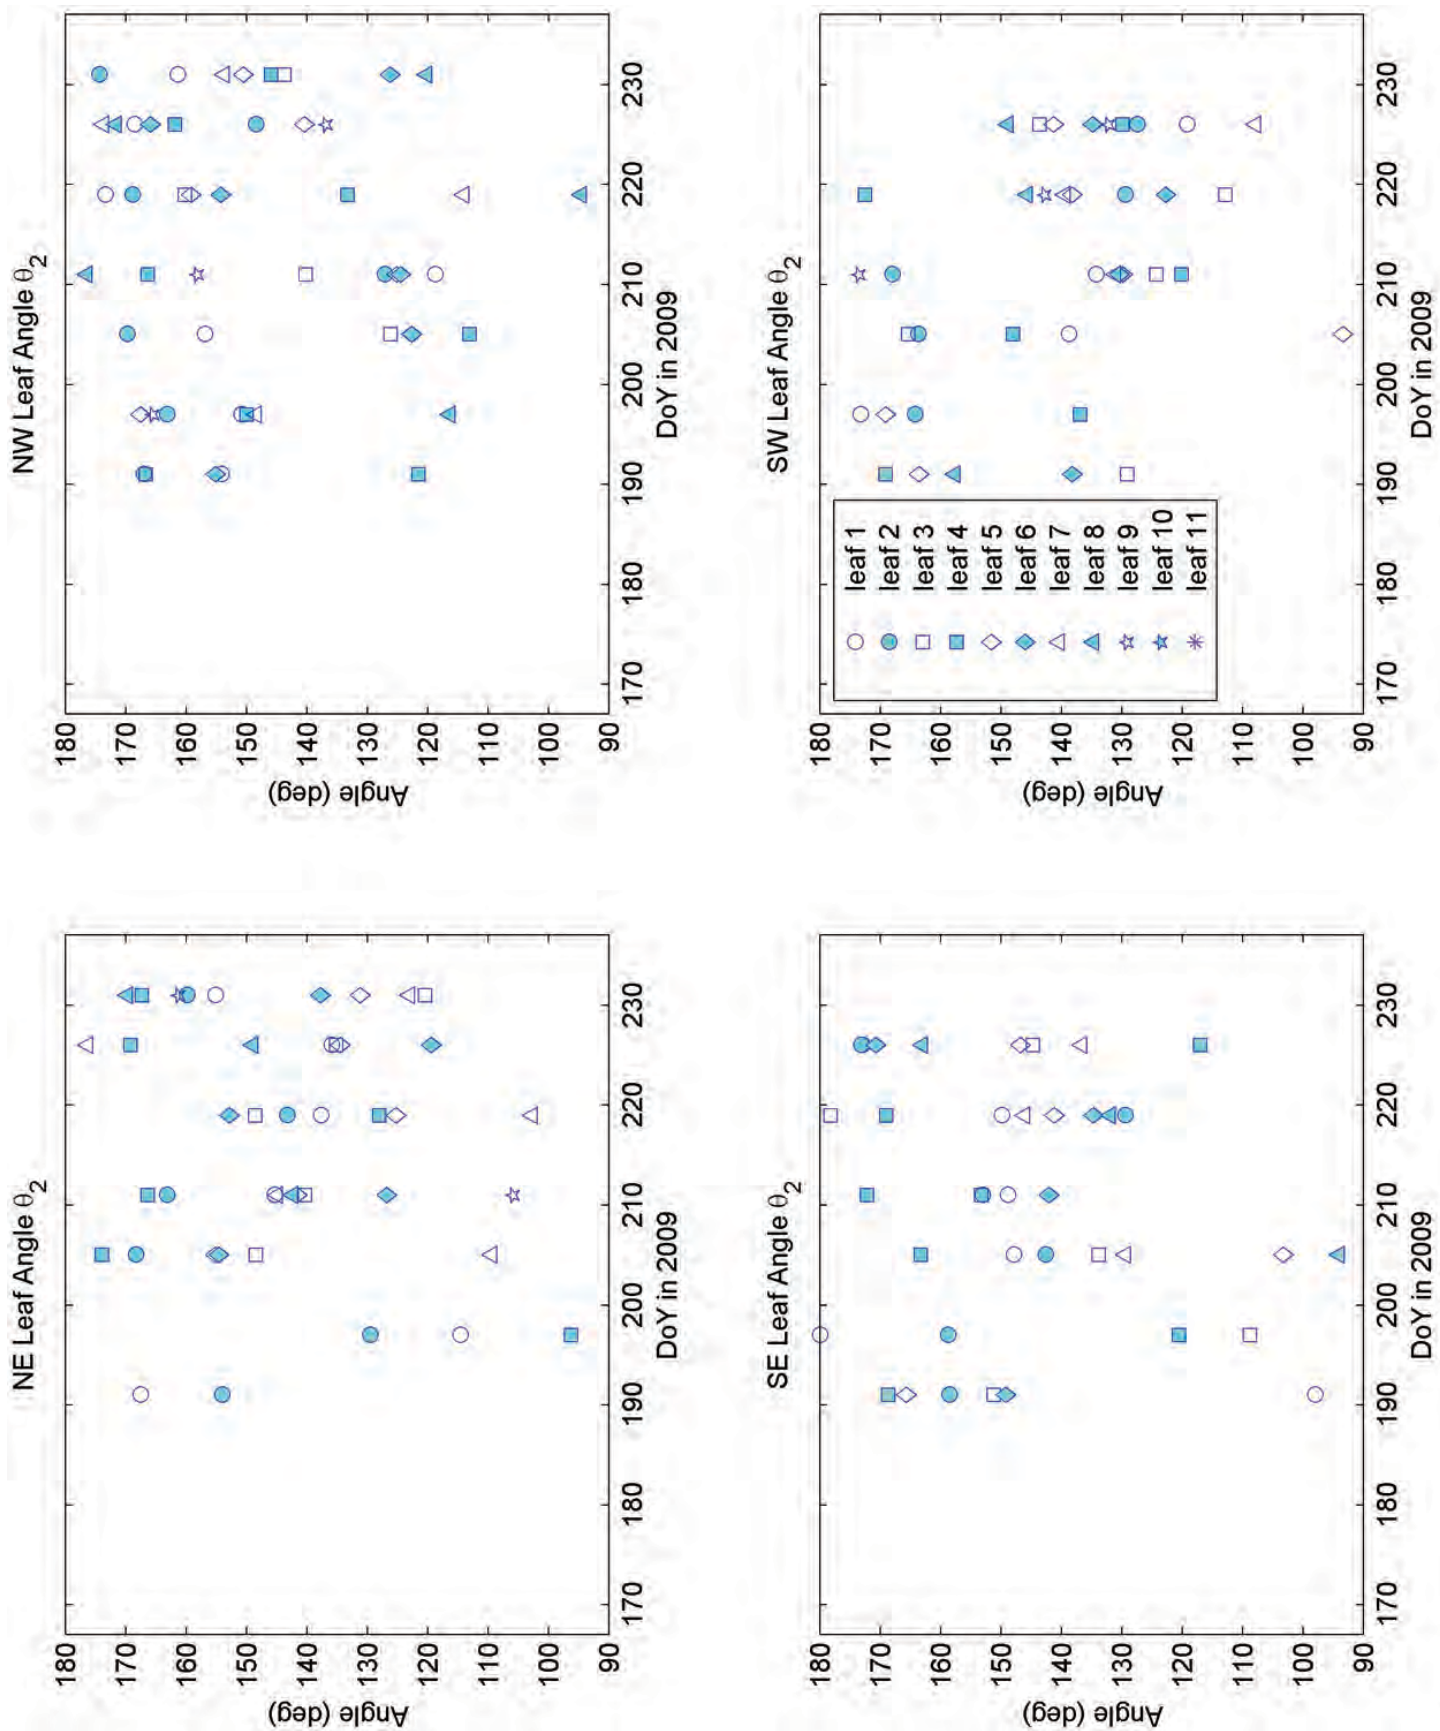 NE Leaf Angle θ₂
Angle (deg)
180
170
160
150
140
130
120
110
100
90
170 180 190 200 210 220 230
DoY in 2009
NW Leaf Angle θ₂
Angle (deg)
180
170
160
150
140
130
120
110
100
90
170 180 190 200 210 220 230
DoY in 2009
SE Leaf Angle θ₂
Angle (deg)
180
170
160
150
140
130
120
110
100
90
170 180 190 200 210 220 230
DoY in 2009
SW Leaf Angle θ₂
Angle (deg)
180
170
160
150
140
130
120
110
100
90
leaf 1
leaf 2
leaf 3
leaf 4
leaf 5
leaf 6
leaf 7
leaf 8
leaf 9
leaf 10
leaf 11
170 180 190 200 210 220 230
DoY in 2009